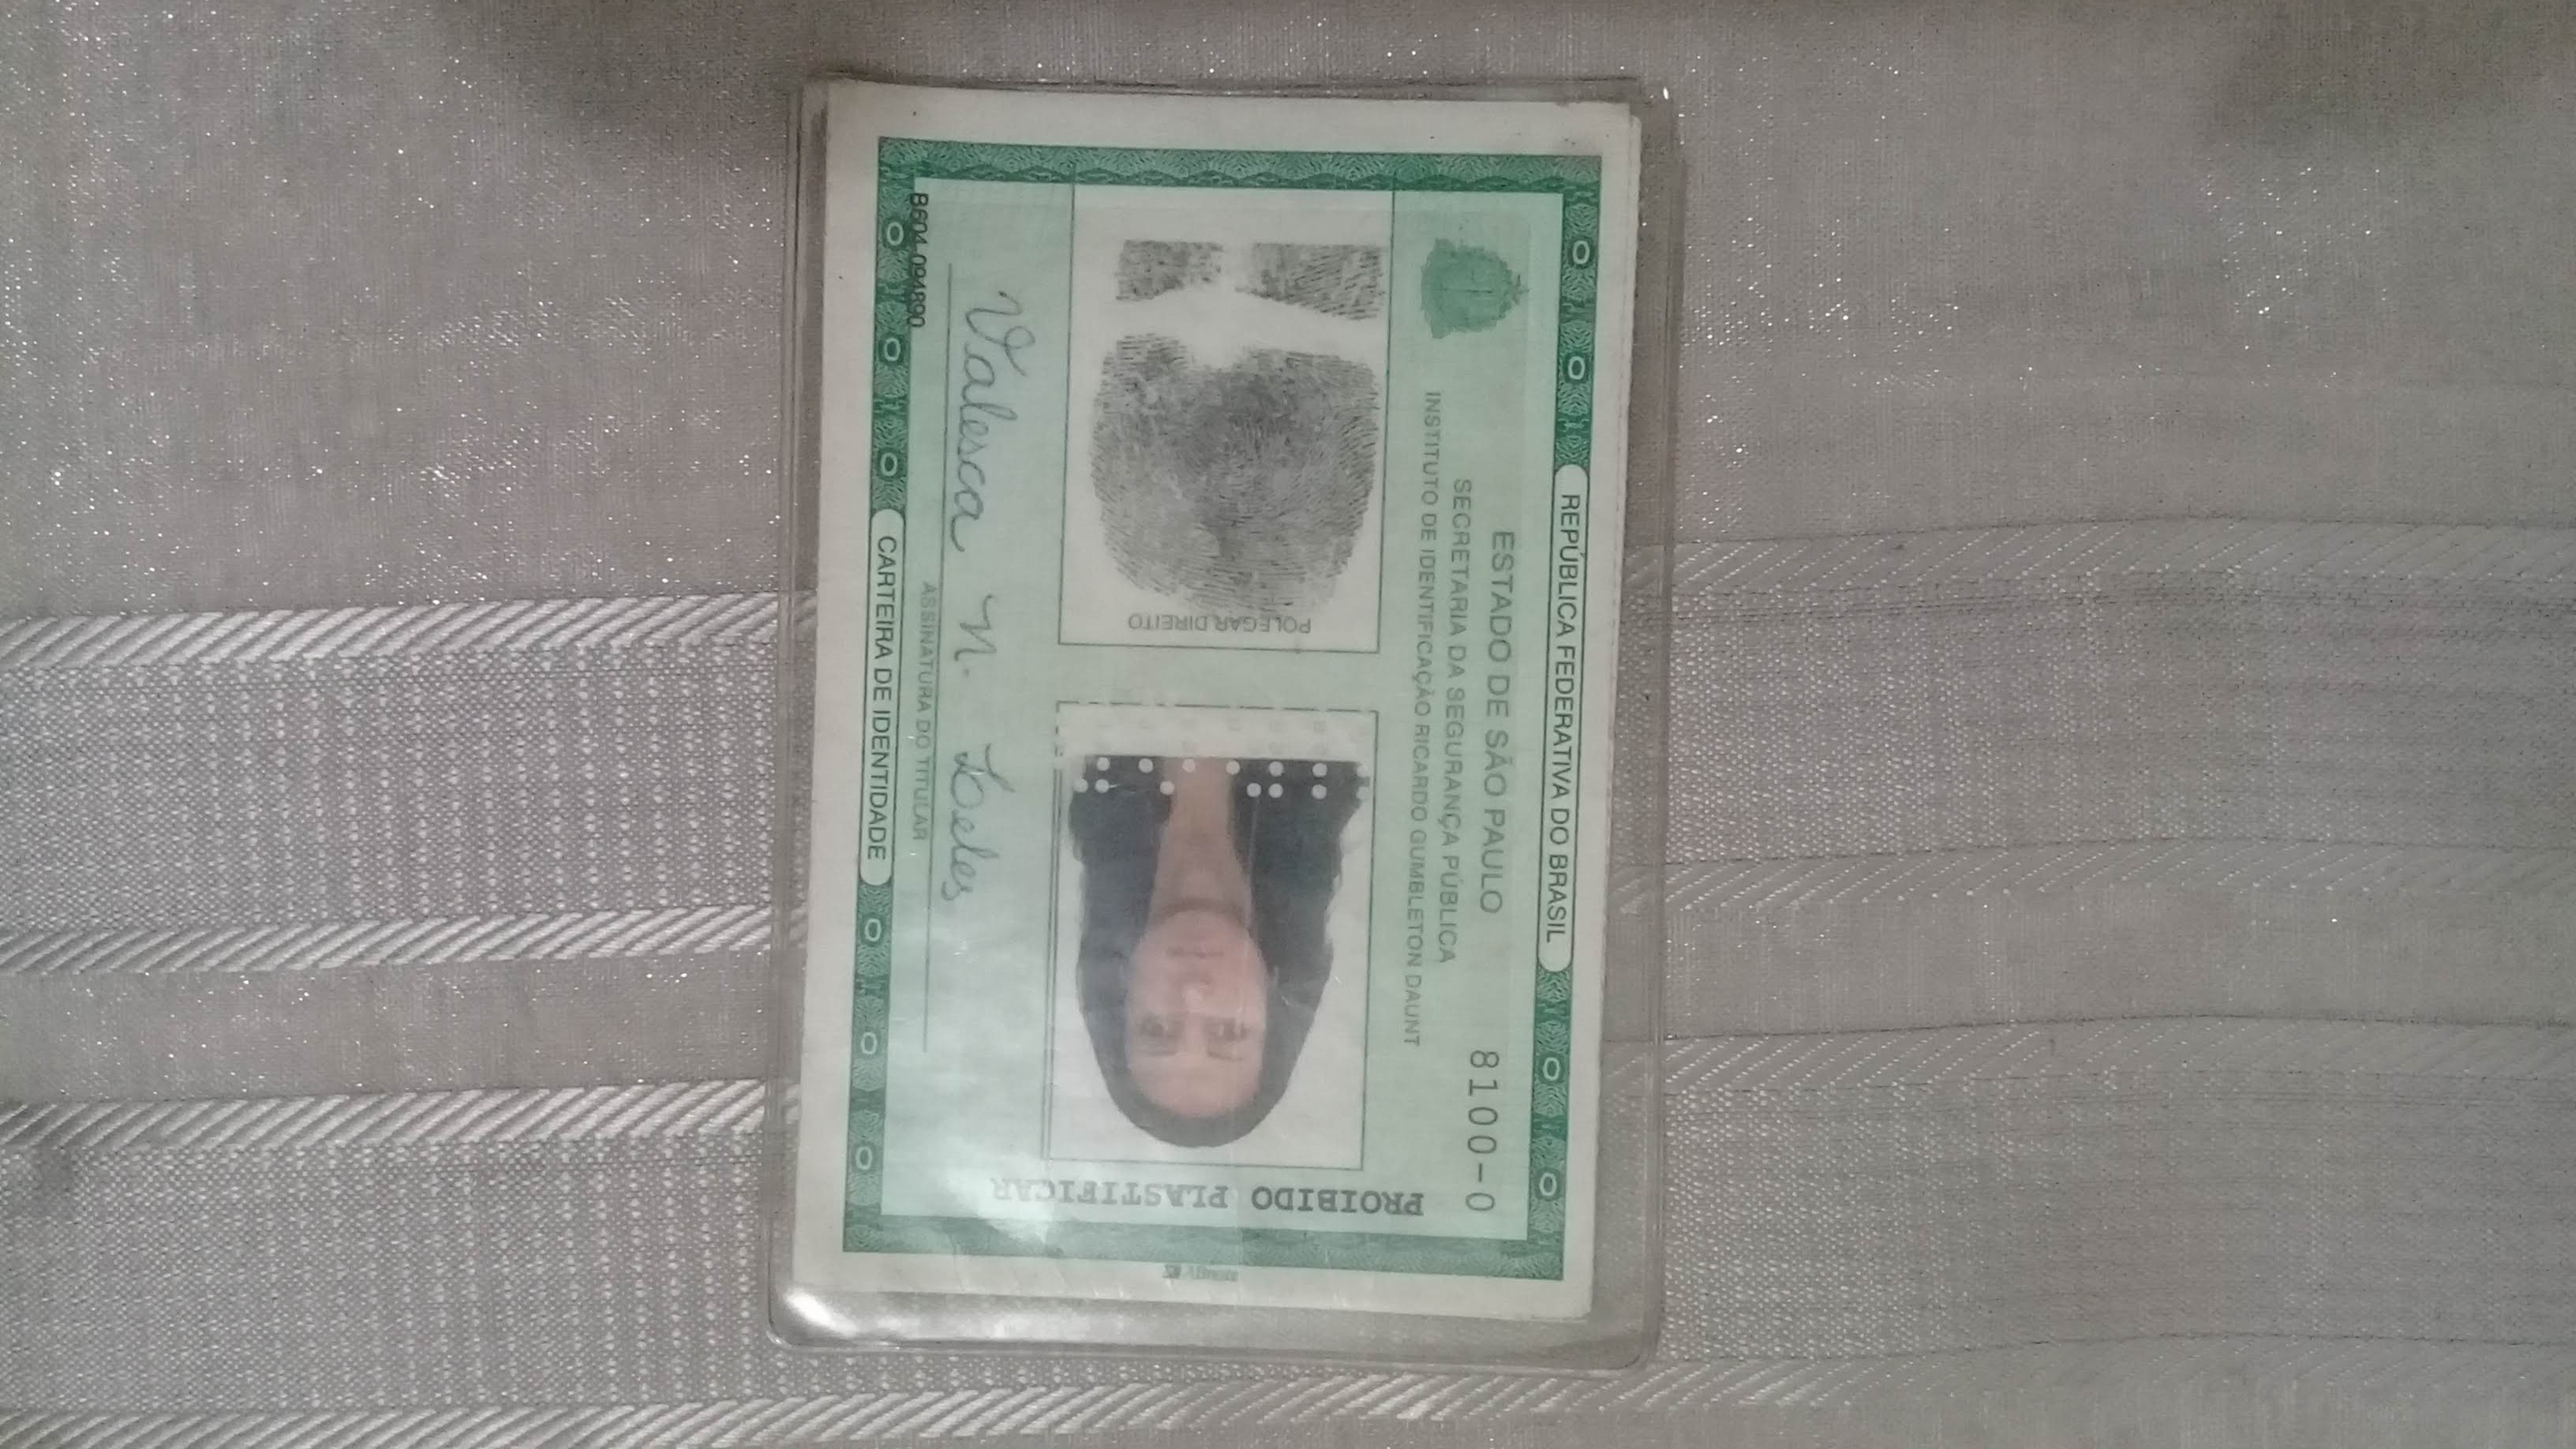 REPÚBLICA FEDERATIVA DO BRASIL
ESTADO DE SÃO PAULO
8100-0
SECRETARIA DA SEGURANÇA PÚBLICA
INSTITUTO DE IDENTIFICAÇÃO RICARDO GUMBLETON DAUNT
POLEGAR DIREITO
PROIBIDO PLASTIFICAR
Valesca N. Teles
ASSINATURA DO TITULAR
B604 094890
CARTEIRA DE IDENTIDADE